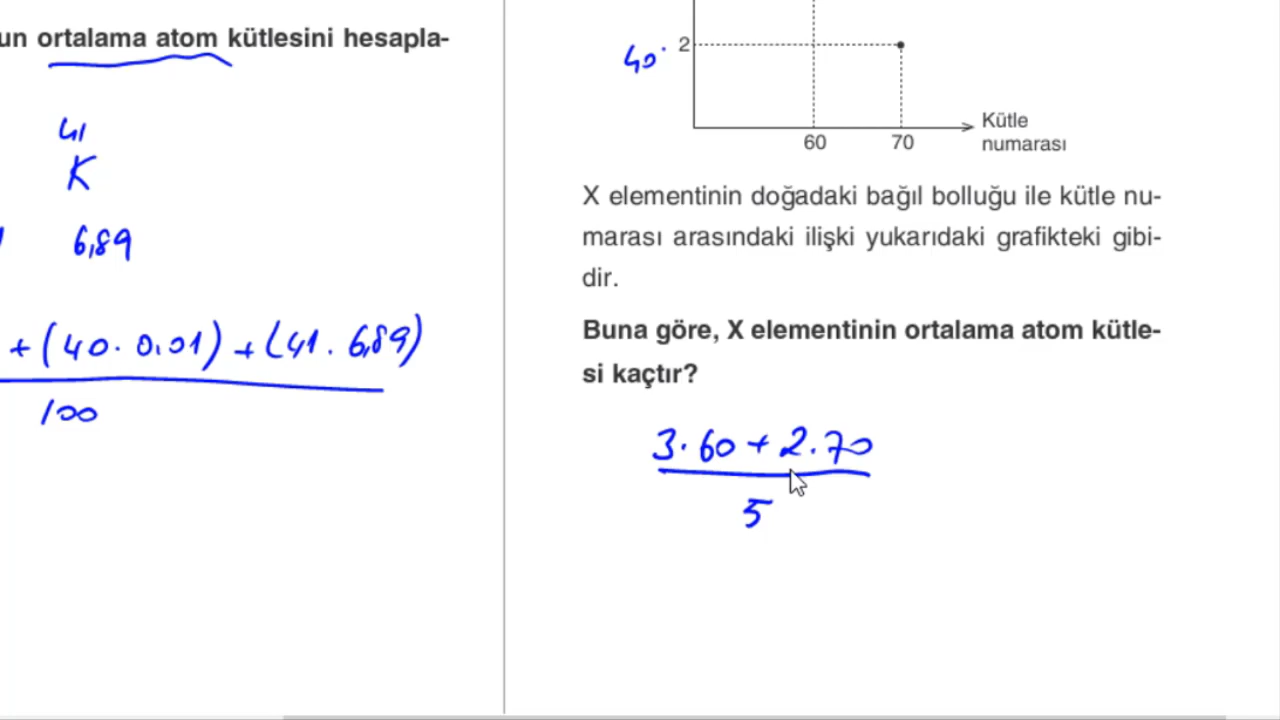 un ortalama atom kütlesini hesapla-
41
K
6,89
+ (40. 0,01) + (41. 6,89)
100
40.
2
60 70
Kütle
numarası
X elementinin doğadaki bağıl bolluğu ile kütle nu-
marası arasındaki ilişki yukarıdaki grafikteki gibi-
dir.
Buna göre, X elementinin ortalama atom kütle-
si kaçtır?
3.60 + 2.70
5